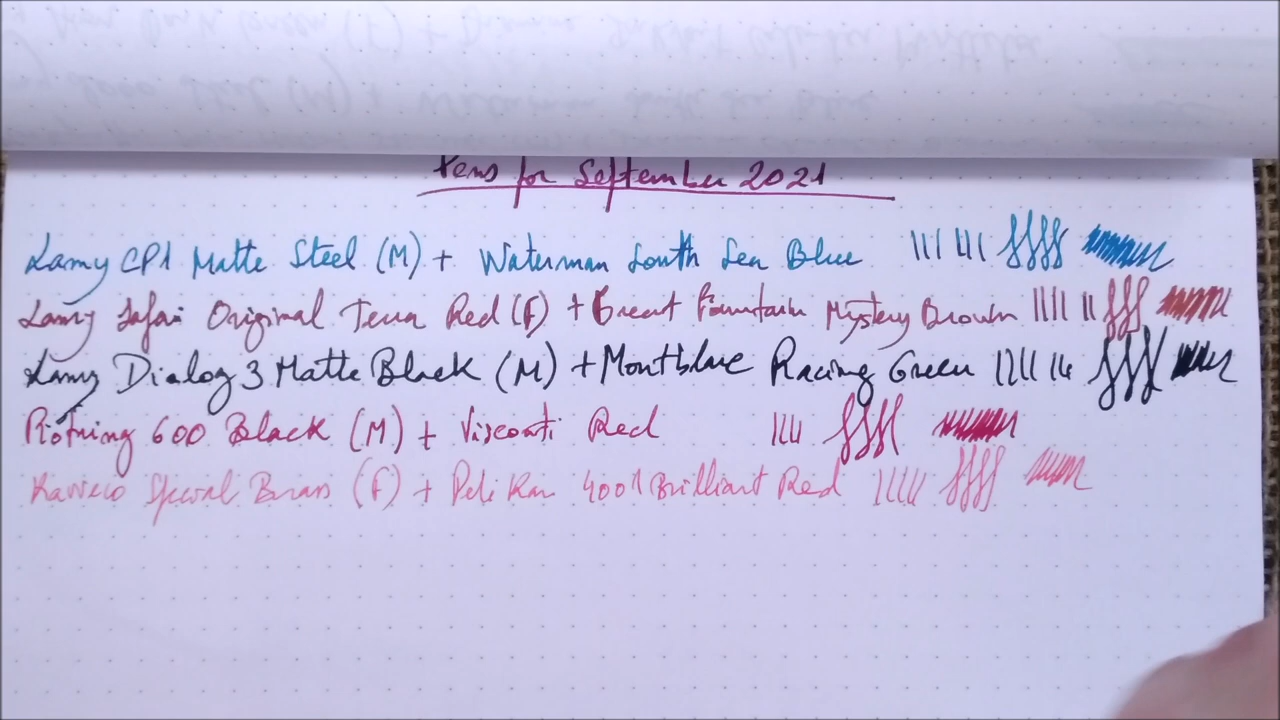 Pens for September 2021
Lamy CP1 Matte Steel (M) + Waterman South Sea Blue
Lamy Safari Original Terra Red (F) + Great Fountain Mystery Brown
Lamy Dialog 3 Matte Black (M) + Montblanc Racing Green
Rotring 600 Black (M) + Visconti Red
Kaweco Special Brass (F) + Pelikan 4001 Brilliant Red